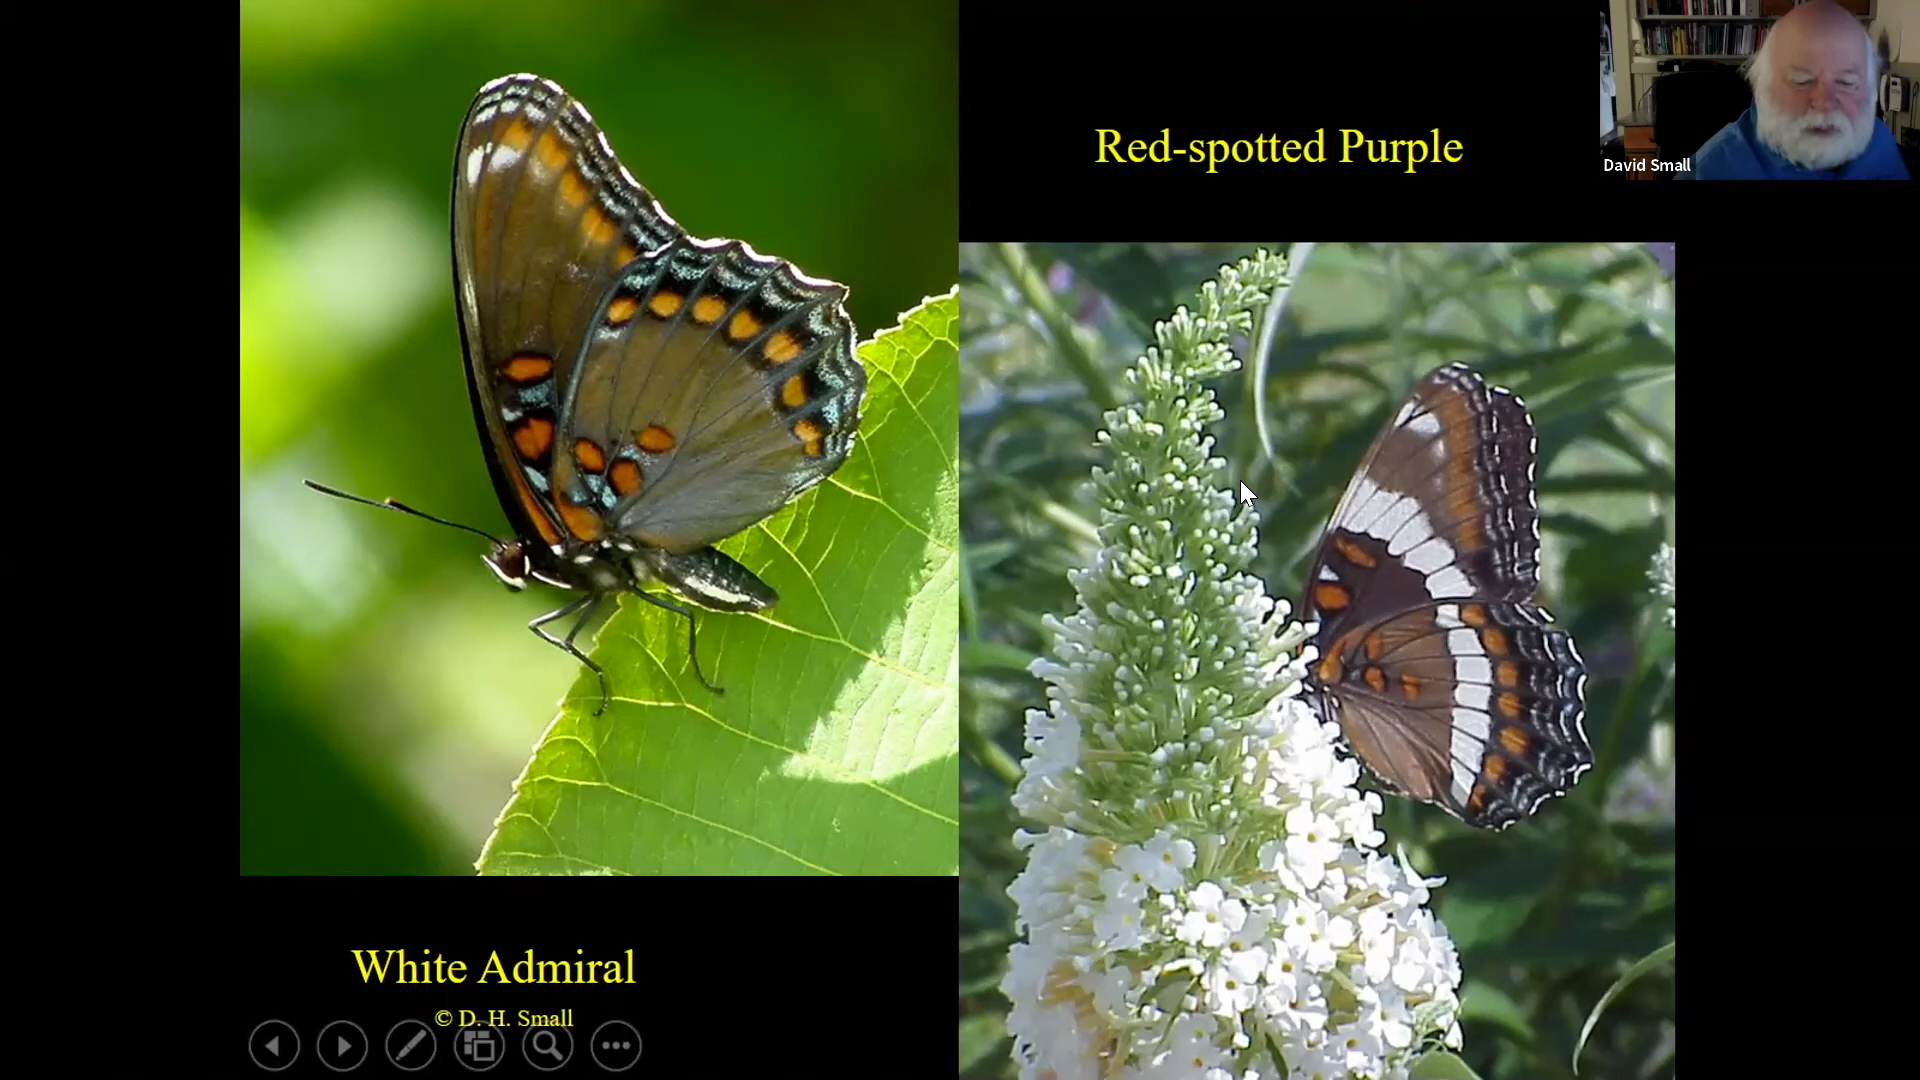 Red-spotted Purple
David Small
White Admiral
© D. H. Small